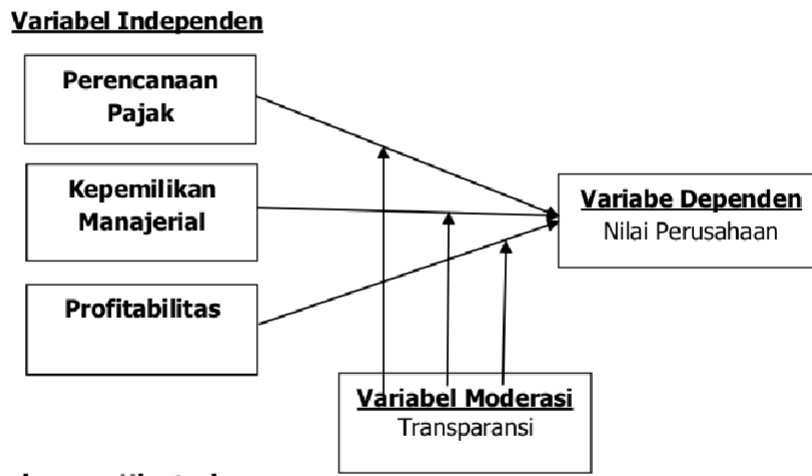 Variabel Independen
Perencanaan
Pajak
Kepemilikan
Manajerial
Profitabilitas
Variabe Dependen
Nilai Perusahaan
Variabel Moderasi
Transparansi